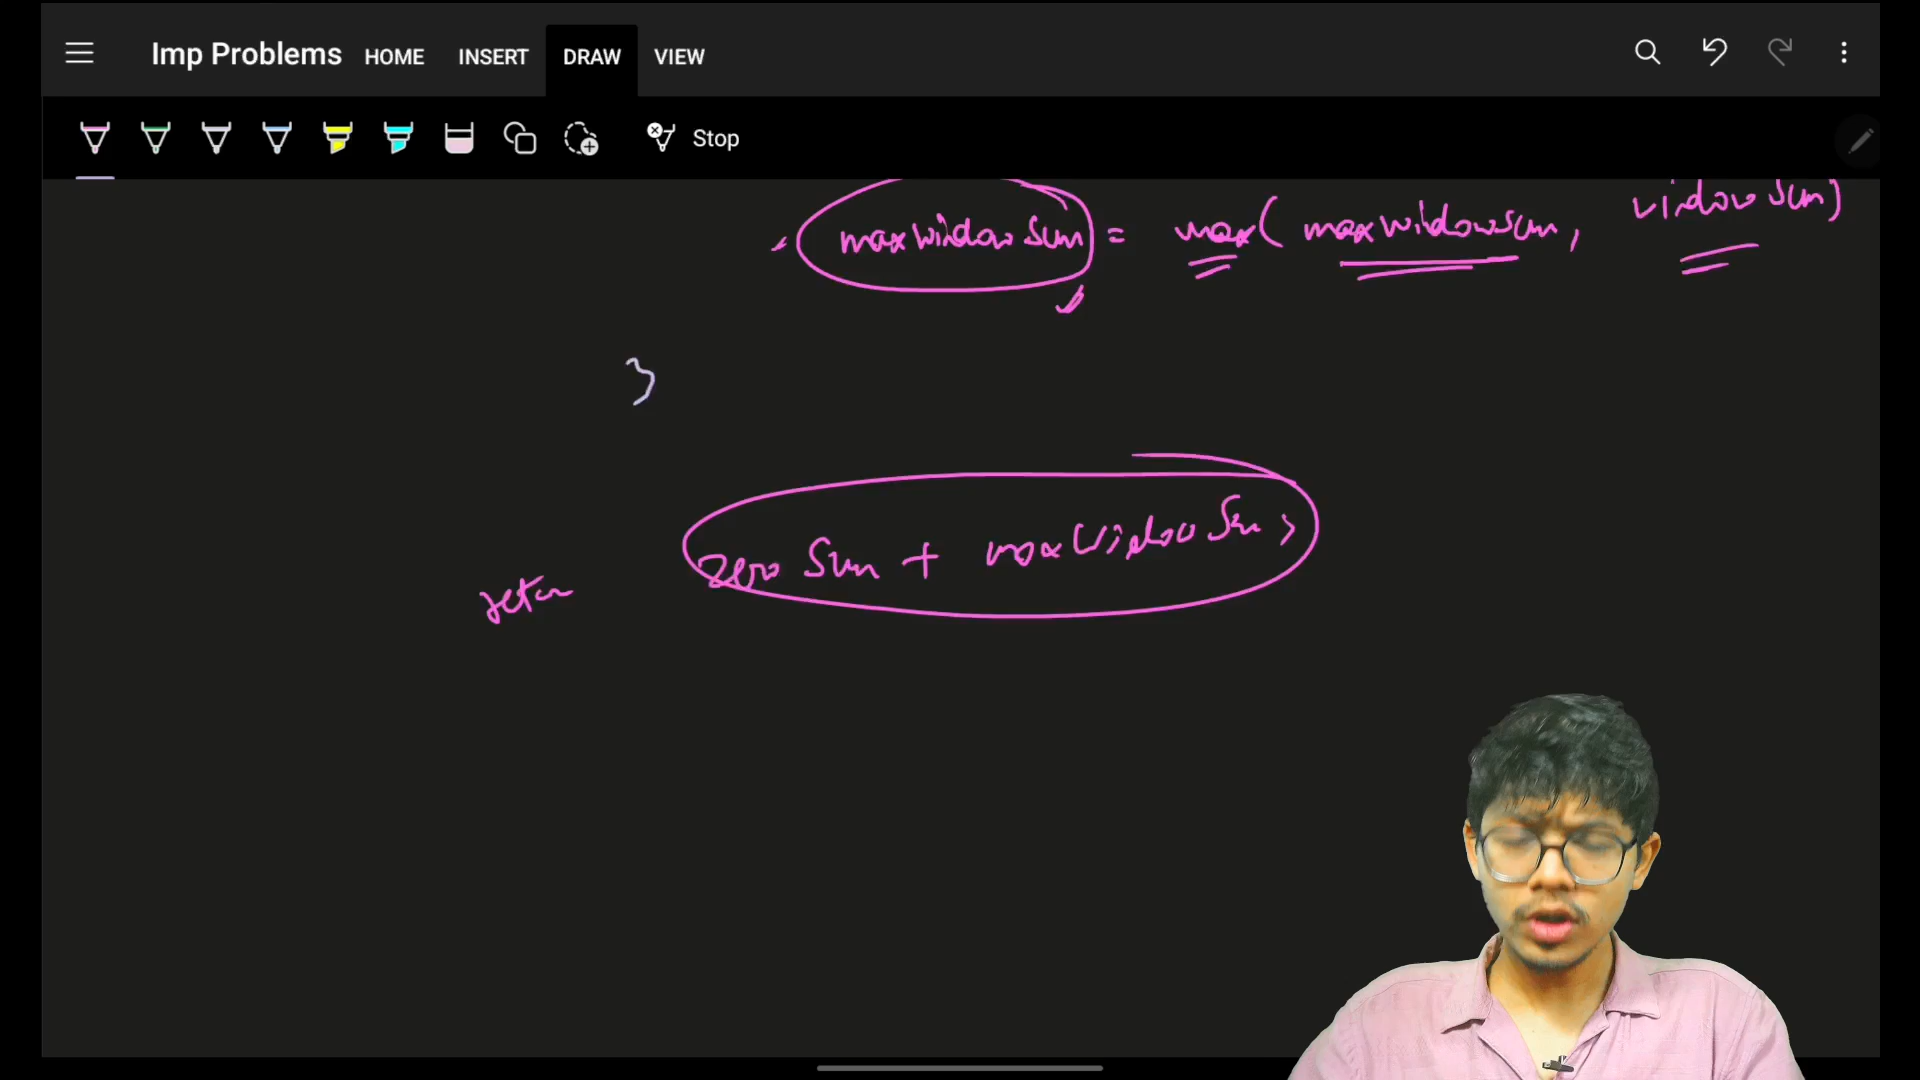 Imp Problems HOME INSERT DRAW VIEW
Stop
maxWindowSum = max( maxWindowSum, windowSum)
}
return zeroSum + maxWindowSum;